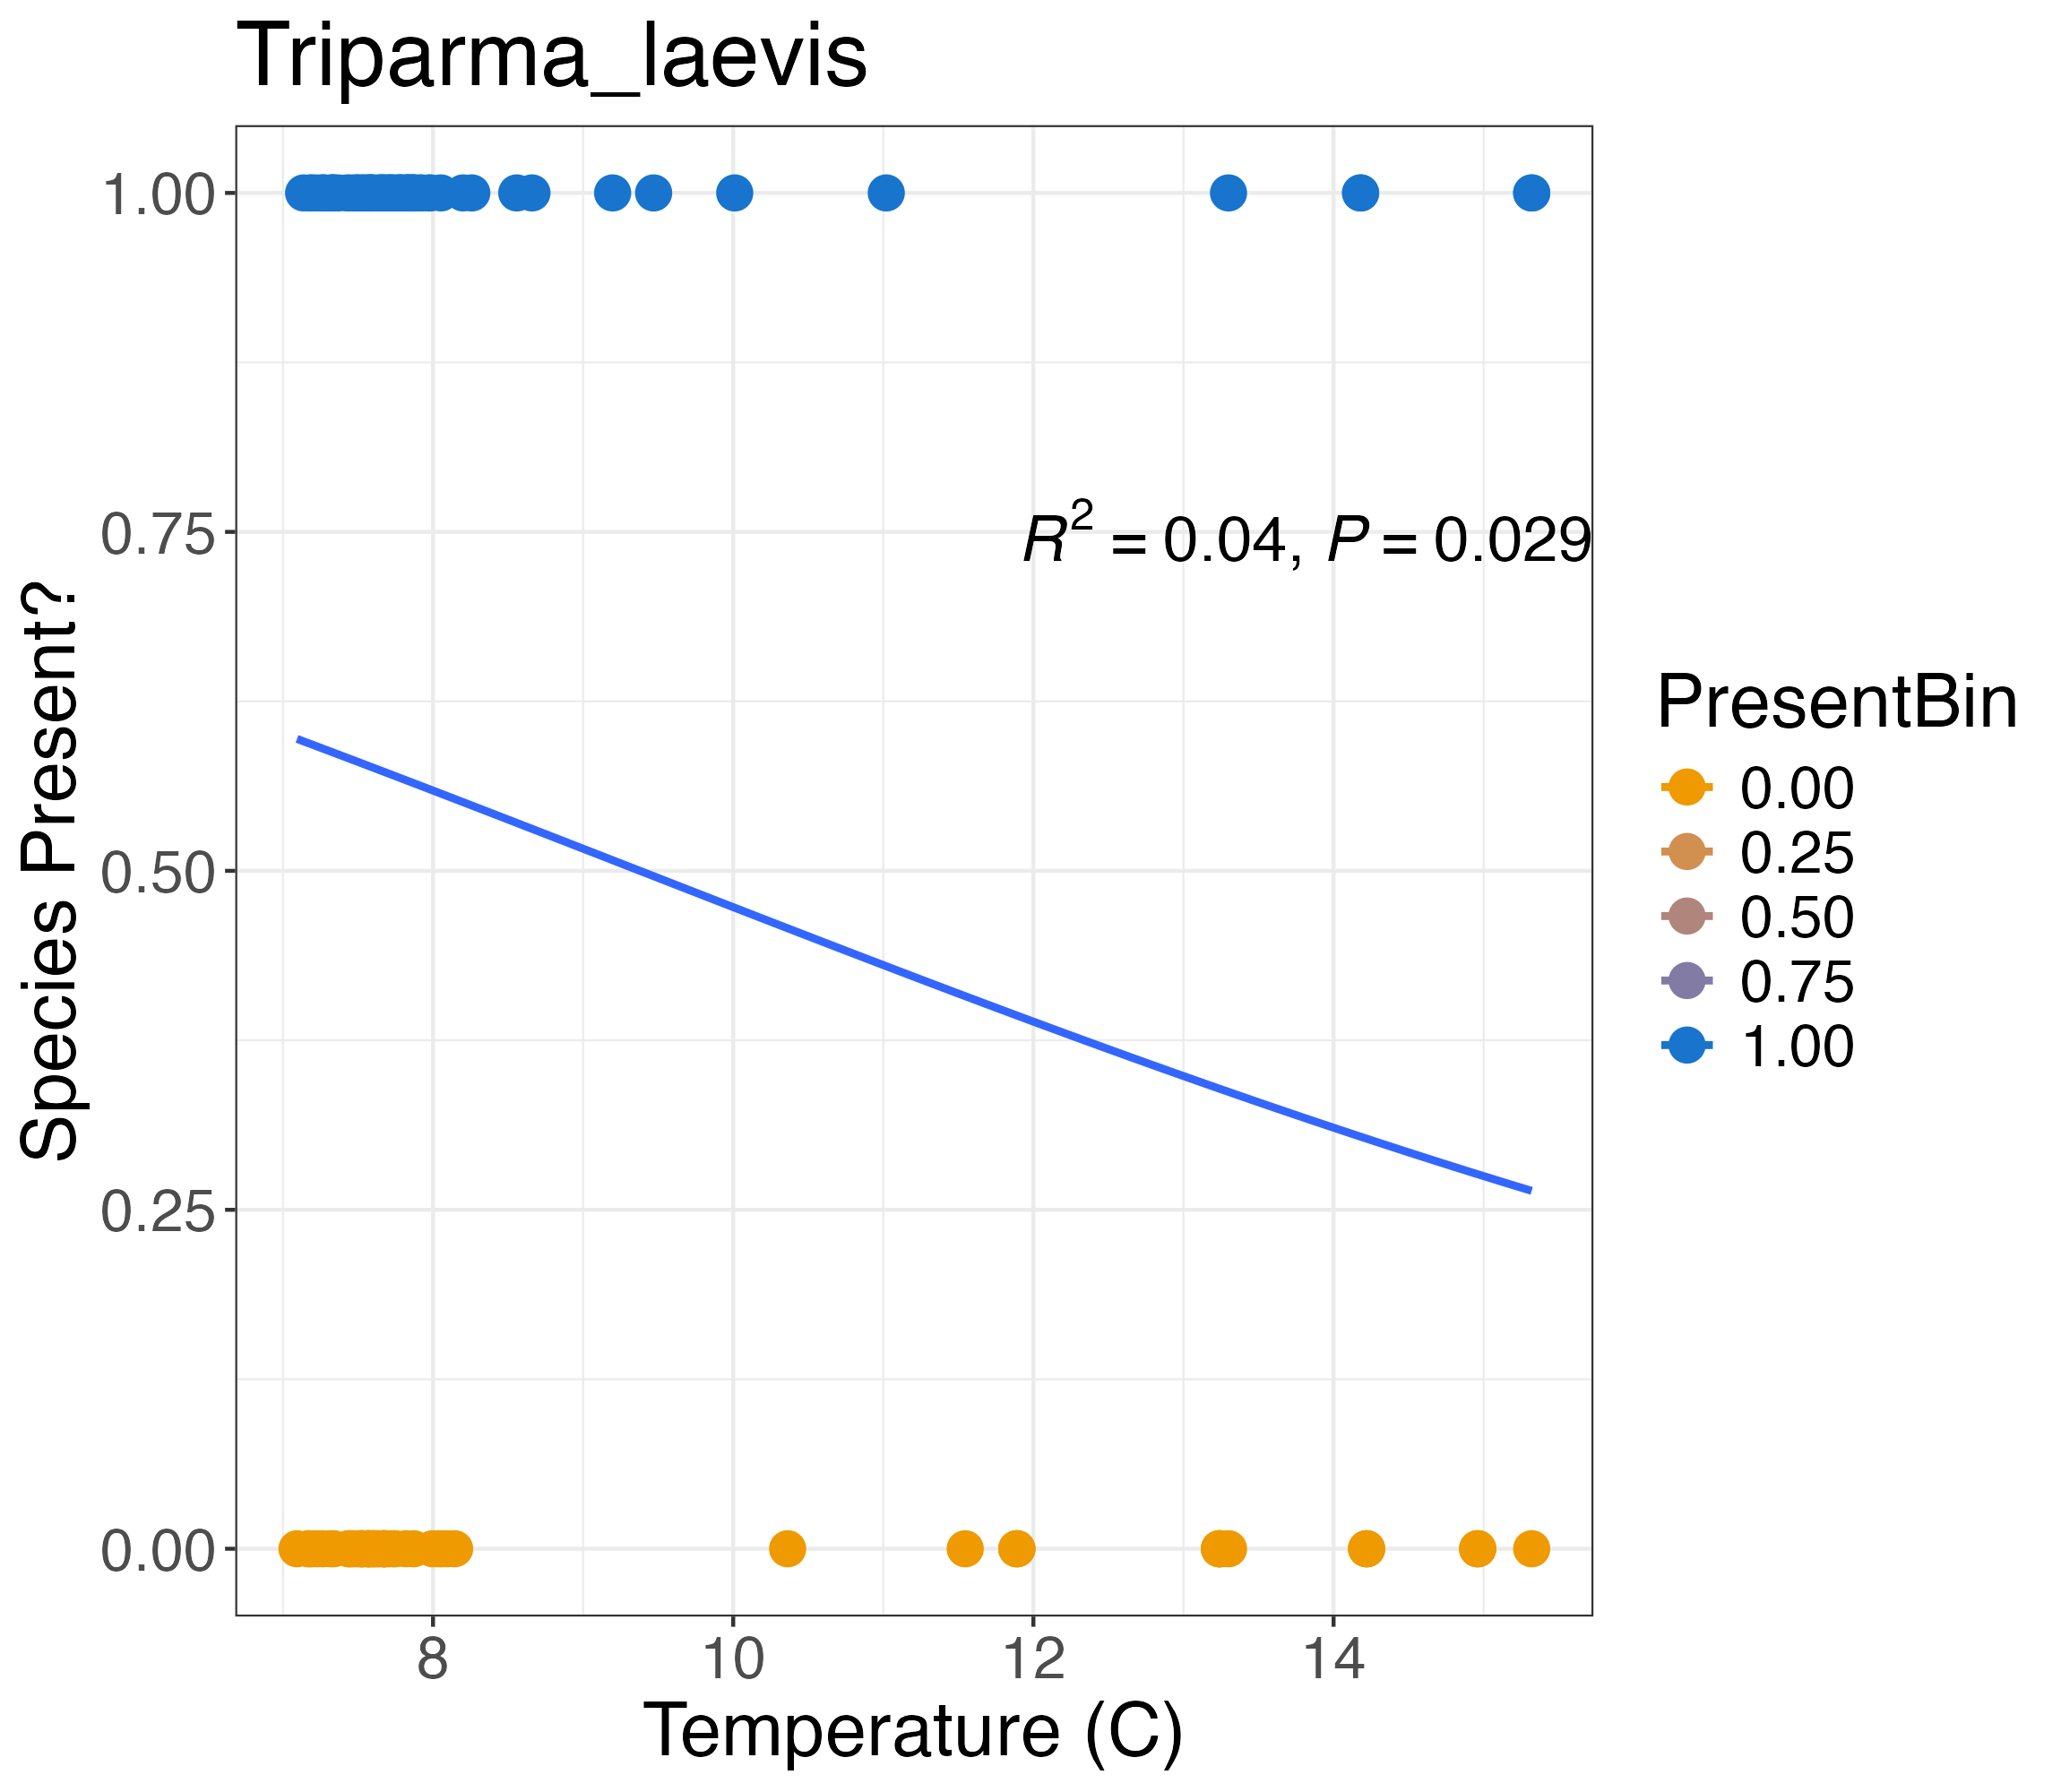 Triparma_laevis
1.00
0.75
0.50
0.25
0.00
Species Present?
R² = 0.04, P = 0.029
8 10 12 14
Temperature (C)
PresentBin
0.00
0.25
0.50
0.75
1.00